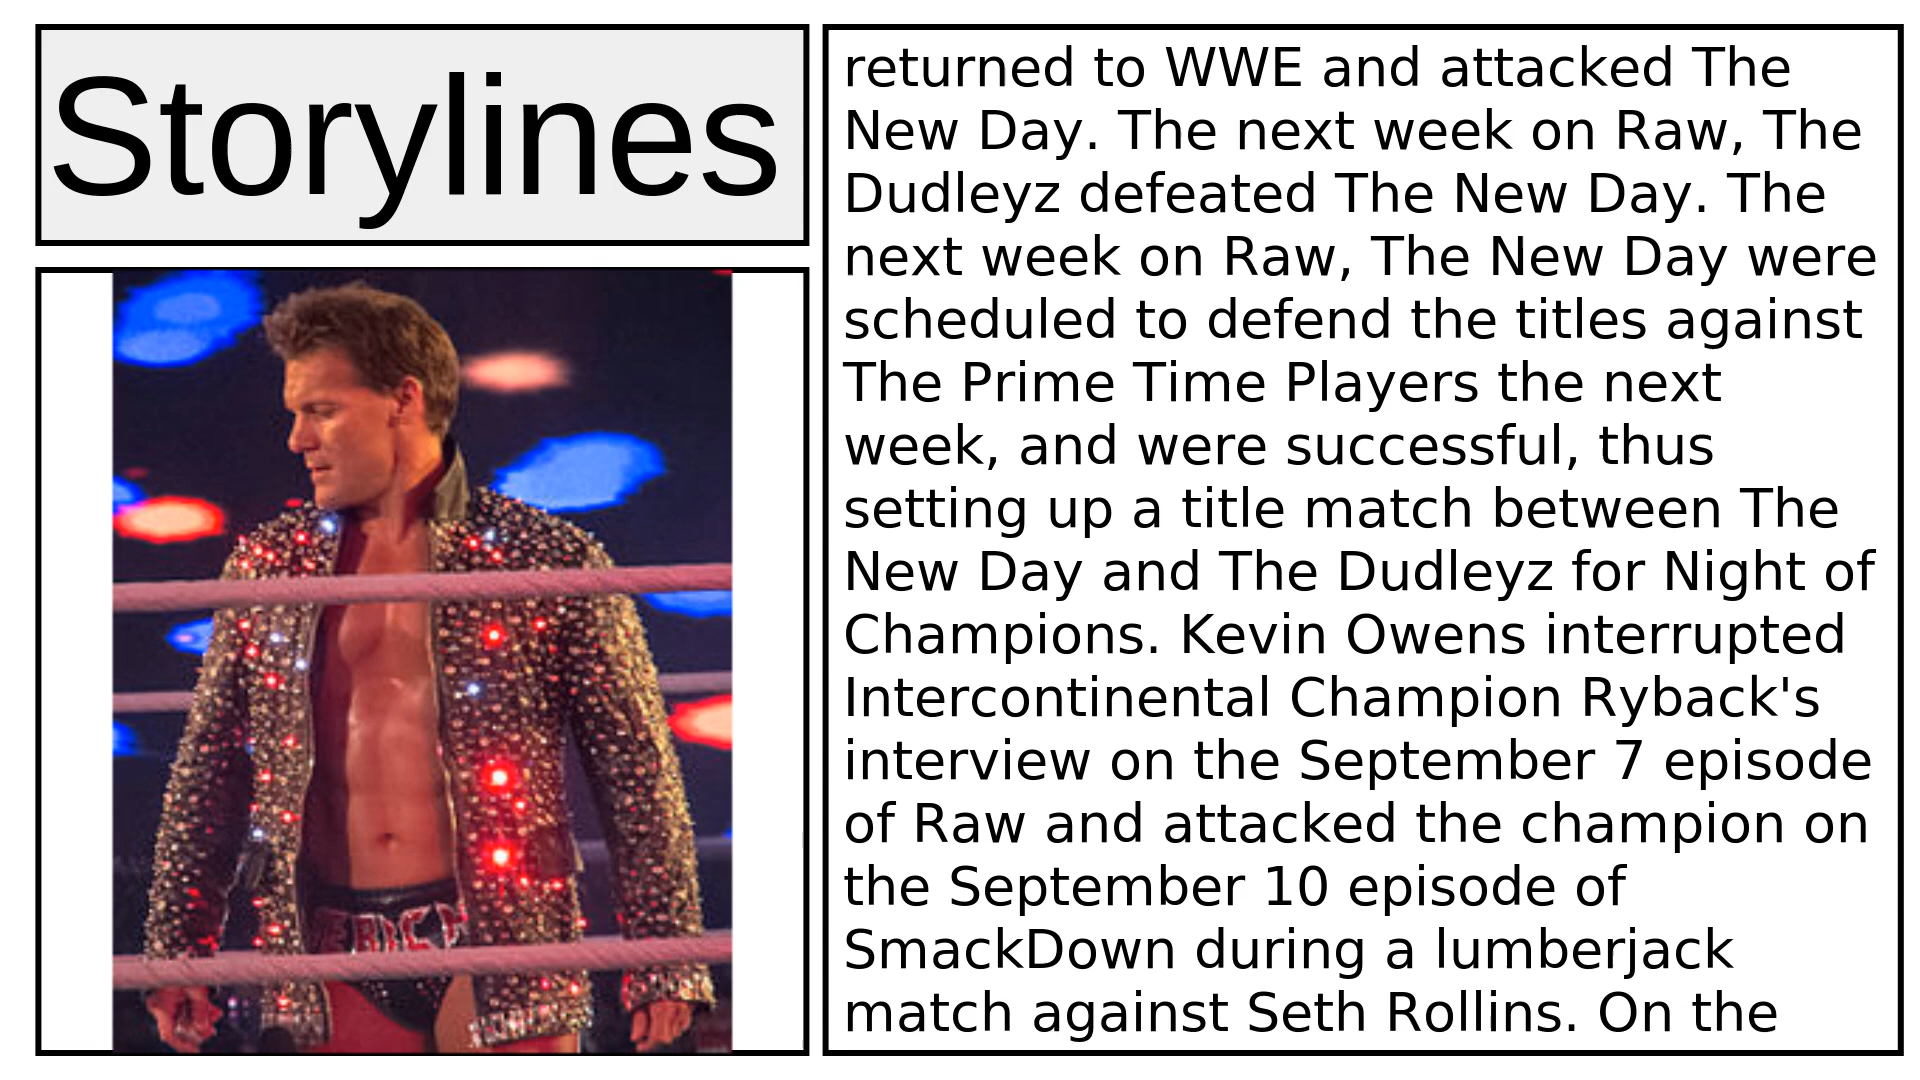 Storylines
returned to WWE and attacked The
New Day. The next week on Raw, The
Dudleyz defeated The New Day. The
next week on Raw, The New Day were
scheduled to defend the titles against
The Prime Time Players the next
week, and were successful, thus
setting up a title match between The
New Day and The Dudleyz for Night of
Champions. Kevin Owens interrupted
Intercontinental Champion Ryback's
interview on the September 7 episode
of Raw and attacked the champion on
the September 10 episode of
SmackDown during a lumberjack
match against Seth Rollins. On the